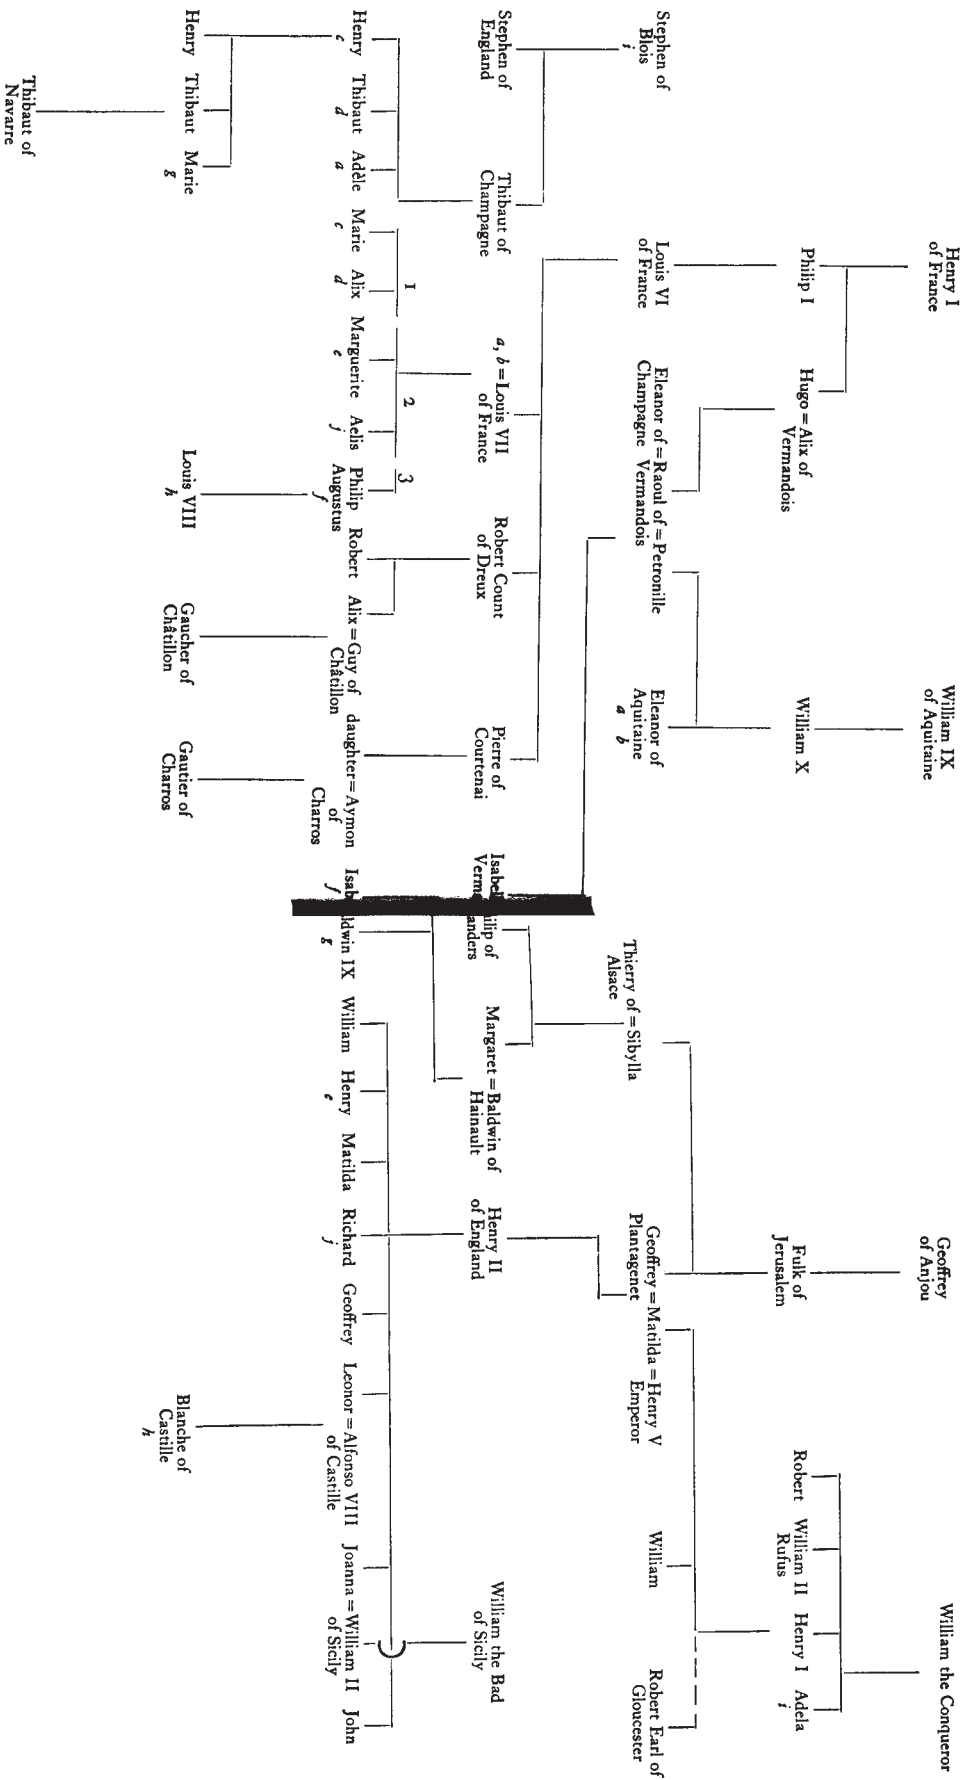 Henry I
of France
William IX
of Aquitaine
Geoffrey
of Anjou
William the Conqueror
Philip I
Hugo = Alix of
Vermandois
William X
Fulk of
Jerusalem
Robert
William II
Rufus
Henry I
Adela
i
Stephen of
Blois
i
Louis VI
of France
Eleanor of = Raoul of = Petronille
Champagne Vermandois
Eleanor of
Aquitaine
a b
Thierry of = Sibylla
Alsace
Geoffrey = Matilda = Henry V
Plantagenet Emperor
William
Robert Earl of
Gloucester
Stephen of
England
Thibaut of
Champagne
a, b = Louis VII
of France
Robert Count
of Dreux
Pierre of
Courtenai
Isabel
Verma
ilip of
anders
Margaret = Baldwin of
Hainault
Henry II
of England
William the Bad
of Sicily
1
2
3
Henry
c
Thibaut
d
Adèle
a
Marie
c
Alix
d
Marguerite
e
Aelis
j
Philip
Augustus
f
Robert
Alix = Guy of
Châtillon
daughter = Aymon
of
Charros
Isab
f
ldwin IX
g
William
Henry
e
Matilda
Richard
j
Geoffrey
Leonor = Alfonso VIII
of Castille
Joanna = William II
of Sicily
John
Henry
Thibaut
Marie
g
Louis VIII
h
Gaucher of
Châtillon
Gautier of
Charros
Blanche of
Castille
h
Thibaut of
Navarre